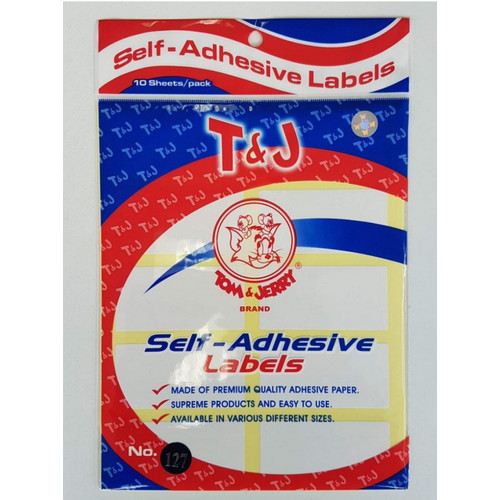 Self-Adhesive Labels
10 Sheets/pack
T&J
TOM & JERRY ®
BRAND
Self-Adhesive
Labels
MADE OF PREMIUM QUALITY ADHESIVE PAPER.
SUPREME PRODUCTS AND EASY TO USE.
AVAILABLE IN VARIOUS DIFFERENT SIZES.
No. 127